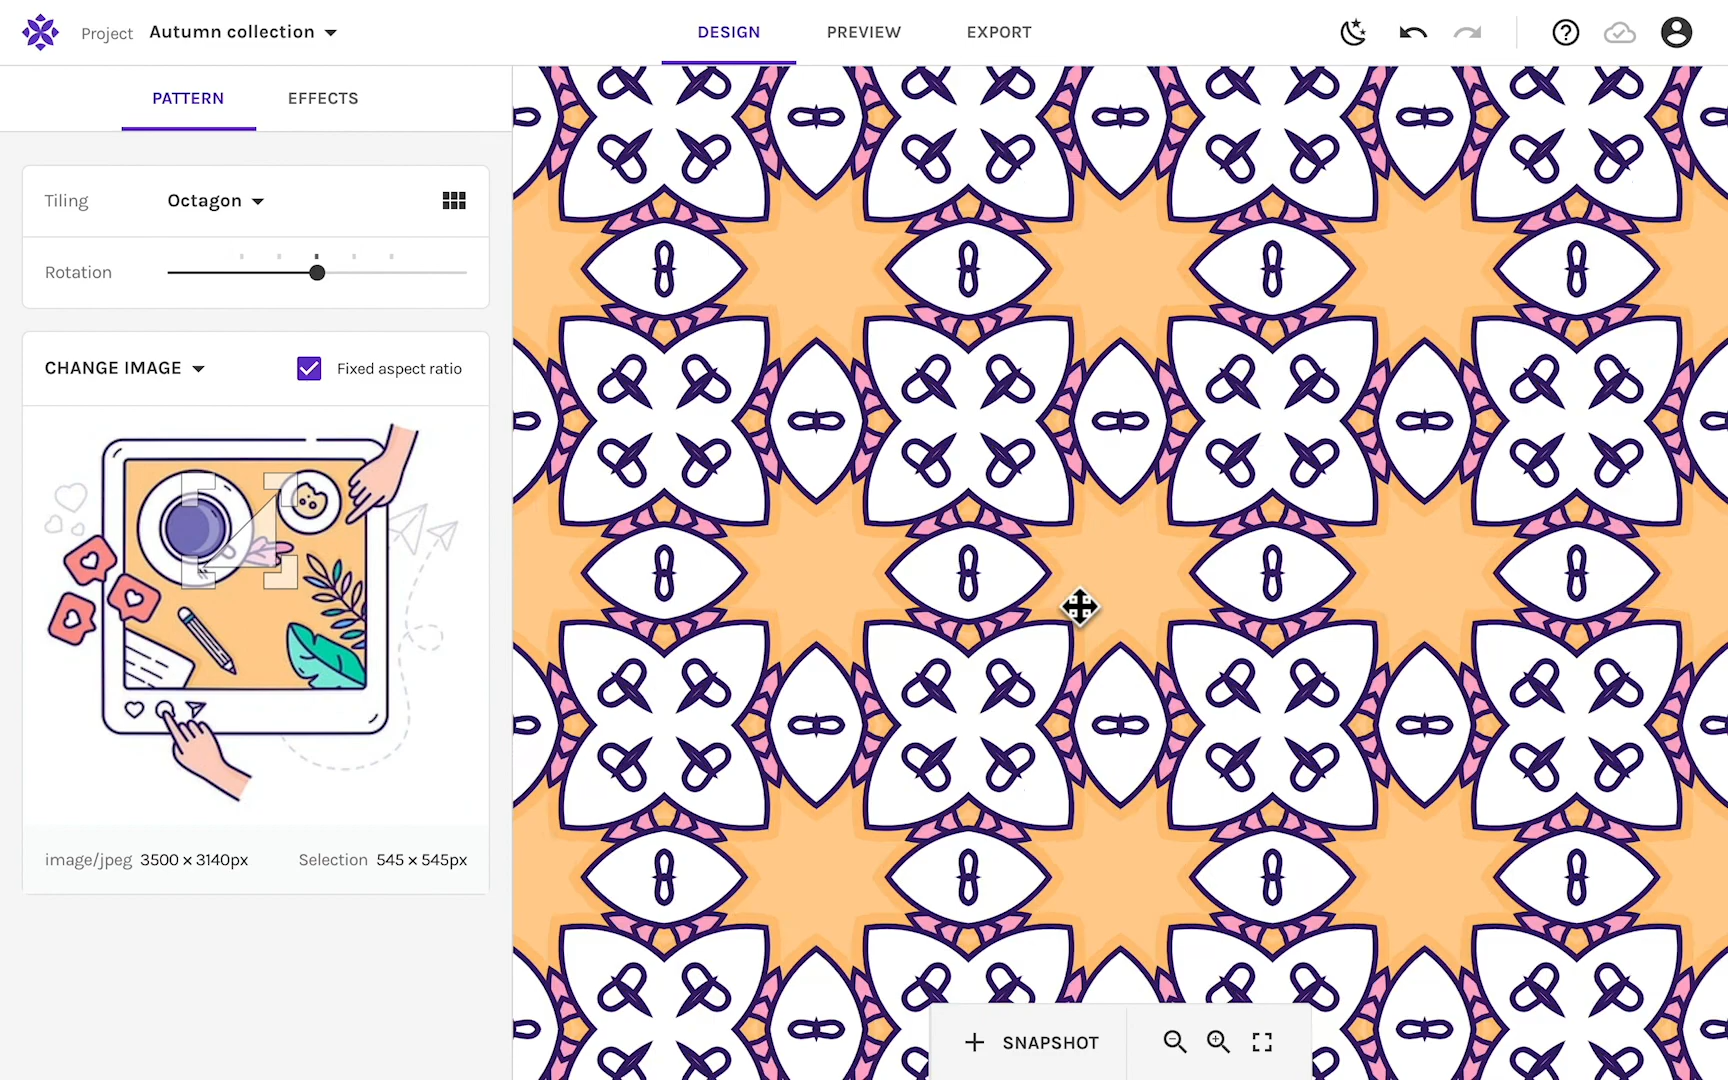 Project Autumn collection
DESIGN PREVIEW EXPORT
PATTERN EFFECTS
Tiling Octagon
Rotation
CHANGE IMAGE Fixed aspect ratio
image/jpeg 3500 × 3140px Selection 545 × 545px
SNAPSHOT